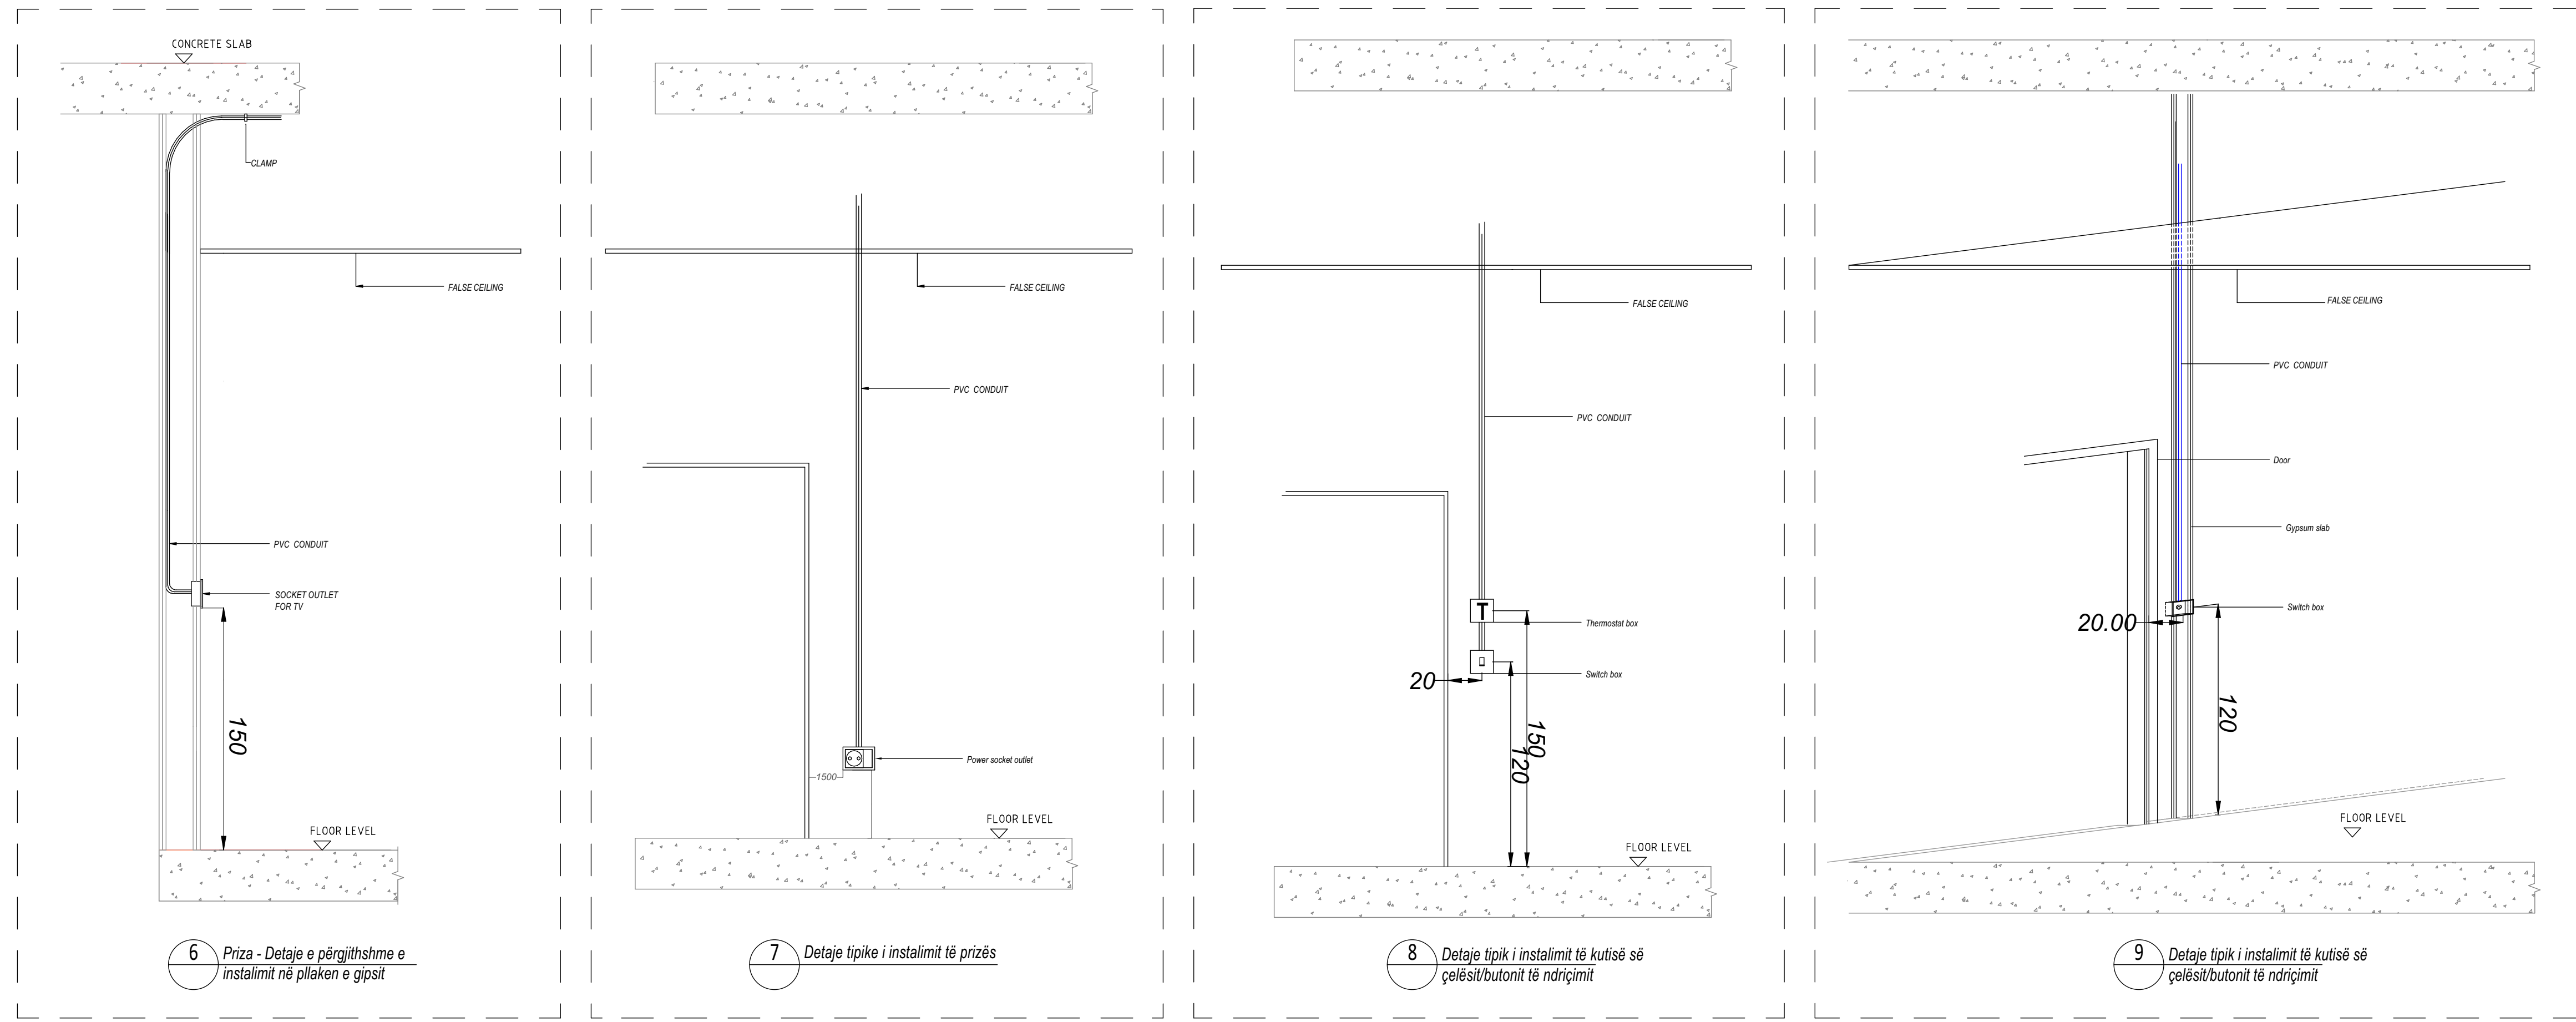 CONCRETE SLAB
CLAMP
FALSE CEILING
PVC CONDUIT
SOCKET OUTLET
FOR TV
150
FLOOR LEVEL
6
Priza - Detaje e përgjithshme e
instalimit në pllaken e gipsit
FALSE CEILING
PVC CONDUIT
Power socket outlet
1500
FLOOR LEVEL
7
Detaje tipike i instalimit të prizës
FALSE CEILING
PVC CONDUIT
T
Thermostat box
Switch box
20
150
120
FLOOR LEVEL
8
Detaje tipik i instalimit të kutisë së
çelësit/butonit të ndriçimit
FALSE CEILING
PVC CONDUIT
Door
Gypsum slab
Switch box
20.00
120
FLOOR LEVEL
9
Detaje tipik i instalimit të kutisë së
çelësit/butonit të ndriçimit